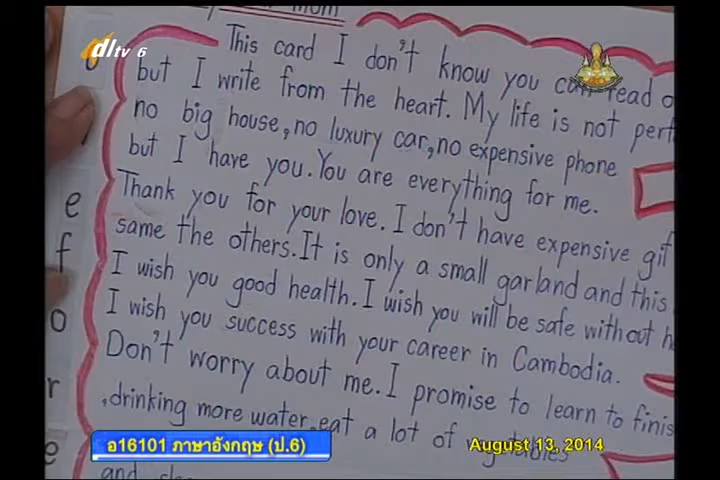 Mom
dltv 6
This card I don't know you can read o
but I write from the heart. My life is not perf
no big house, no luxury car, no expensive phone
but I have you. You are everything for me.
Thank you for your love. I don't have expensive gif
same the others. It is only a small garland and this
I wish you good health. I wish you will be safe without h
I wish you success with your career in Cambodia.
Don't worry about me. I promise to learn to finis
, drinking more water, eat a lot of
and
e
f
o
r
e
อ16101 ภาษาอังกฤษ (ป.6)
August 13, 2014